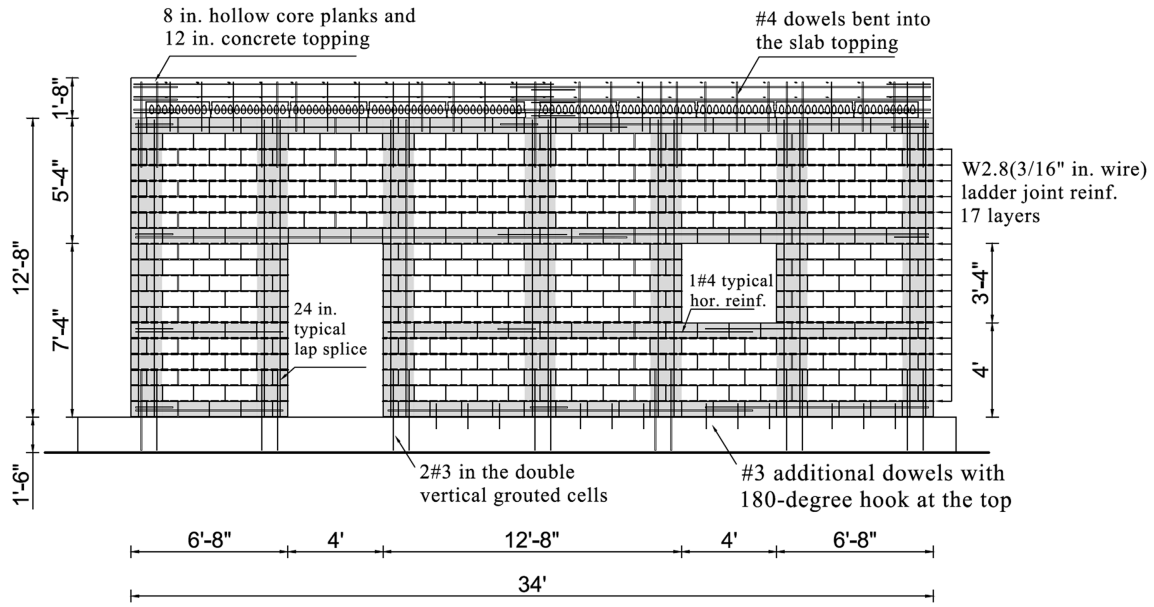 8 in. hollow core planks and
12 in. concrete topping
#4 dowels bent into
the slab topping
1'-8"
5'-4"
12'-8"
7'-4"
1'-6"
W2.8(3/16" in. wire)
ladder joint reinf.
17 layers
3'-4"
4'
1#4 typical
hor. reinf.
24 in.
typical
lap splice
2#3 in the double
vertical grouted cells
#3 additional dowels with
180-degree hook at the top
6'-8"
4'
12'-8"
4'
6'-8"
34'